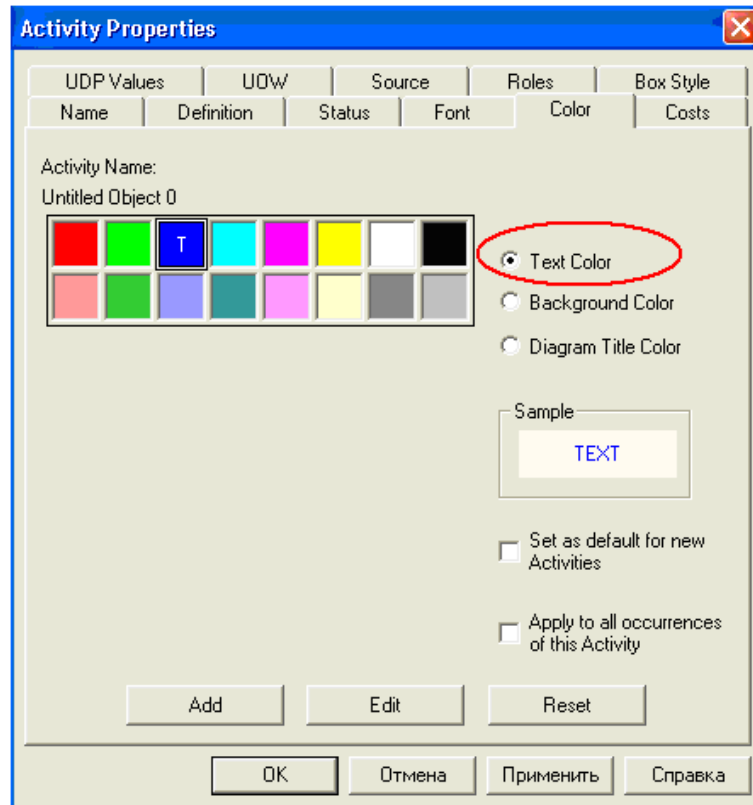 Activity Properties
UDP Values
UOW
Source
Roles
Box Style
Name
Definition
Status
Font
Color
Costs
Activity Name:
Untitled Object 0
T
Text Color
Background Color
Diagram Title Color
Sample
TEXT
Set as default for new
Activities
Apply to all occurrences
of this Activity
Add
Edit
Reset
OK
Отмена
Применить
Справка